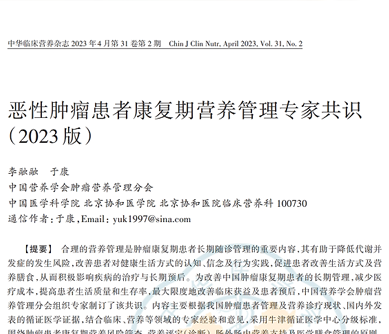 中华临床营养杂志 2023 年 4 月第 31 卷第 2 期　Chin J Clin Nutr, April 2023, Vol. 31, No. 2
恶性肿瘤患者康复期营养管理专家共识
（2023 版）
李融融　于康
中国营养学会肿瘤营养管理分会
中国医学科学院 北京协和医学院 北京协和医院临床营养科 100730
通信作者：于康，Email：yuk1997@sina.com
【提要】　合理的营养管理是肿瘤康复期患者长期随诊管理的重要内容，其有助于降低代谢并
发症的发生风险，改善患者对健康生活方式的认知、信念及行为实践，促进患者改善生活方式及营
养膳食，从而积极影响疾病的治疗与长期预后。为改善中国肿瘤康复期患者的长期管理，减少医
疗成本，提高患者生活质量和生存率，最大限度地改善临床获益及患者预后，中国营养学会肿瘤营
养管理分会组织专家制订了该共识。内容主要根据我国肿瘤患者管理及营养诊疗现状、国内外发
表的循证医学证据，结合临床、营养等领域的专家经验和意见，采用牛津循证医学中心分级标准，